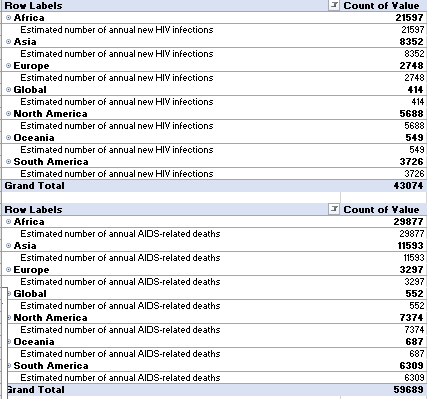 Row Labels Count of Value
Africa 21597
Estimated number of annual new HIV infections 21597
Asia 8352
Estimated number of annual new HIV infections 8352
Europe 2748
Estimated number of annual new HIV infections 2748
Global 414
Estimated number of annual new HIV infections 414
North America 5688
Estimated number of annual new HIV infections 5688
Oceania 549
Estimated number of annual new HIV infections 549
South America 3726
Estimated number of annual new HIV infections 3726
Grand Total 43074
Row Labels Count of Value
Africa 29877
Estimated number of annual AIDS-related deaths 29877
Asia 11593
Estimated number of annual AIDS-related deaths 11593
Europe 3297
Estimated number of annual AIDS-related deaths 3297
Global 552
Estimated number of annual AIDS-related deaths 552
North America 7374
Estimated number of annual AIDS-related deaths 7374
Oceania 687
Estimated number of annual AIDS-related deaths 687
South America 6309
Estimated number of annual AIDS-related deaths 6309
Grand Total 59689